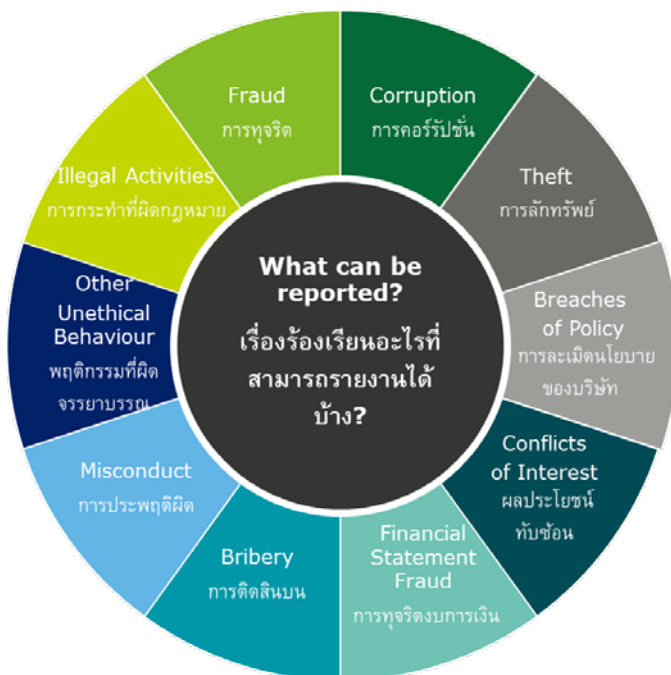 What can be
reported?
เรื่องร้องเรียนอะไรที่
สามารถรายงานได้
บ้าง?
Corruption
การคอร์รัปชั่น
Theft
การลักทรัพย์
Breaches
of Policy
การละเมิดนโยบาย
ของบริษัท
Conflicts
of Interest
ผลประโยชน์
ทับซ้อน
Financial
Statement
Fraud
การทุจริตงบการเงิน
Bribery
การติดสินบน
Misconduct
การประพฤติผิด
Other
Unethical
Behaviour
พฤติกรรมที่ผิด
จรรยาบรรณ
Illegal Activities
การกระทำที่ผิดกฎหมาย
Fraud
การทุจริต